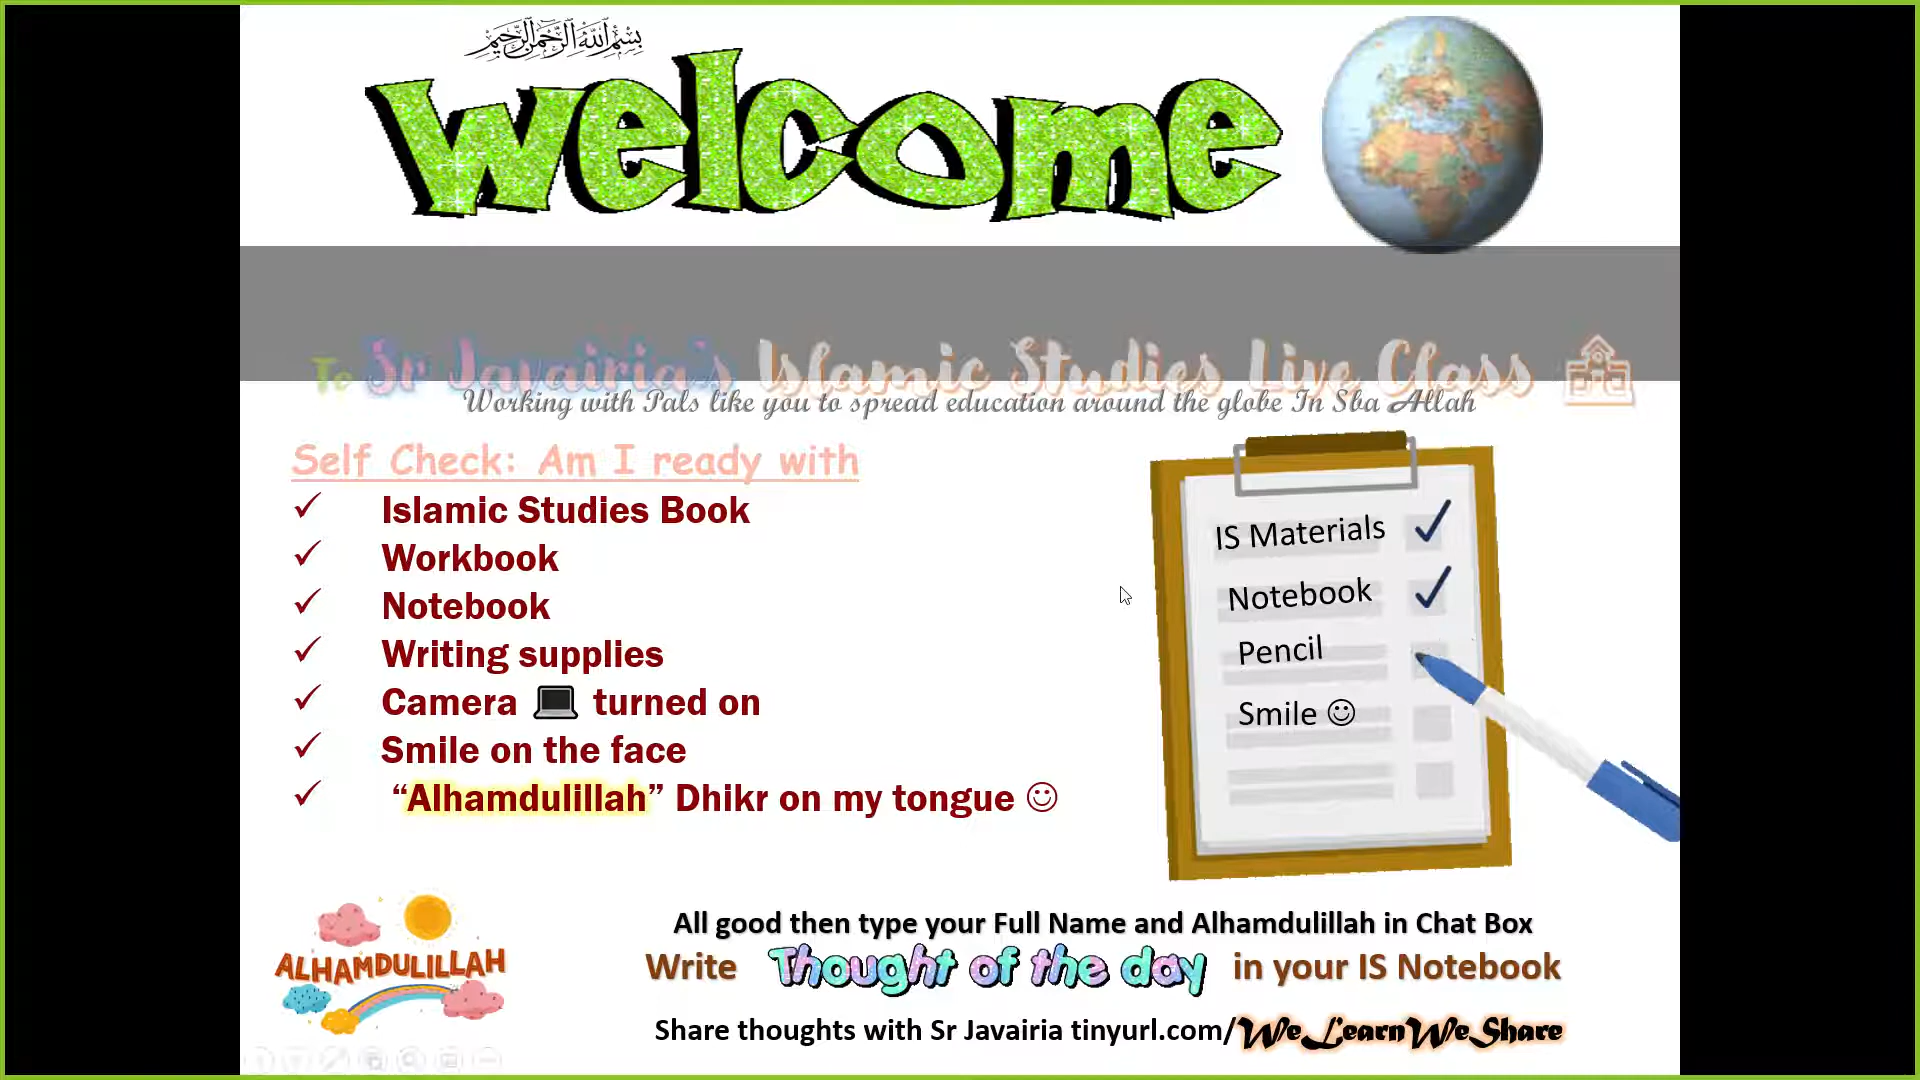 بسم الله الرحمن الرحيم
welcome
To Sr Javairia's Islamic Studies Live Class
Working with Pals like you to spread education around the globe In Sha Allah
Self Check: Am I ready with
✓ Islamic Studies Book
✓ Workbook
✓ Notebook
✓ Writing supplies
✓ Camera 💻 turned on
✓ Smile on the face
✓ “Alhamdulillah” Dhikr on my tongue ☺
IS Materials ✓
Notebook ✓
Pencil
Smile ☺
ALHAMDULILLAH
All good then type your Full Name and Alhamdulillah in Chat Box
Write Thought of the day in your IS Notebook
Share thoughts with Sr Javairia tinyurl.com/WeLearnWeShare